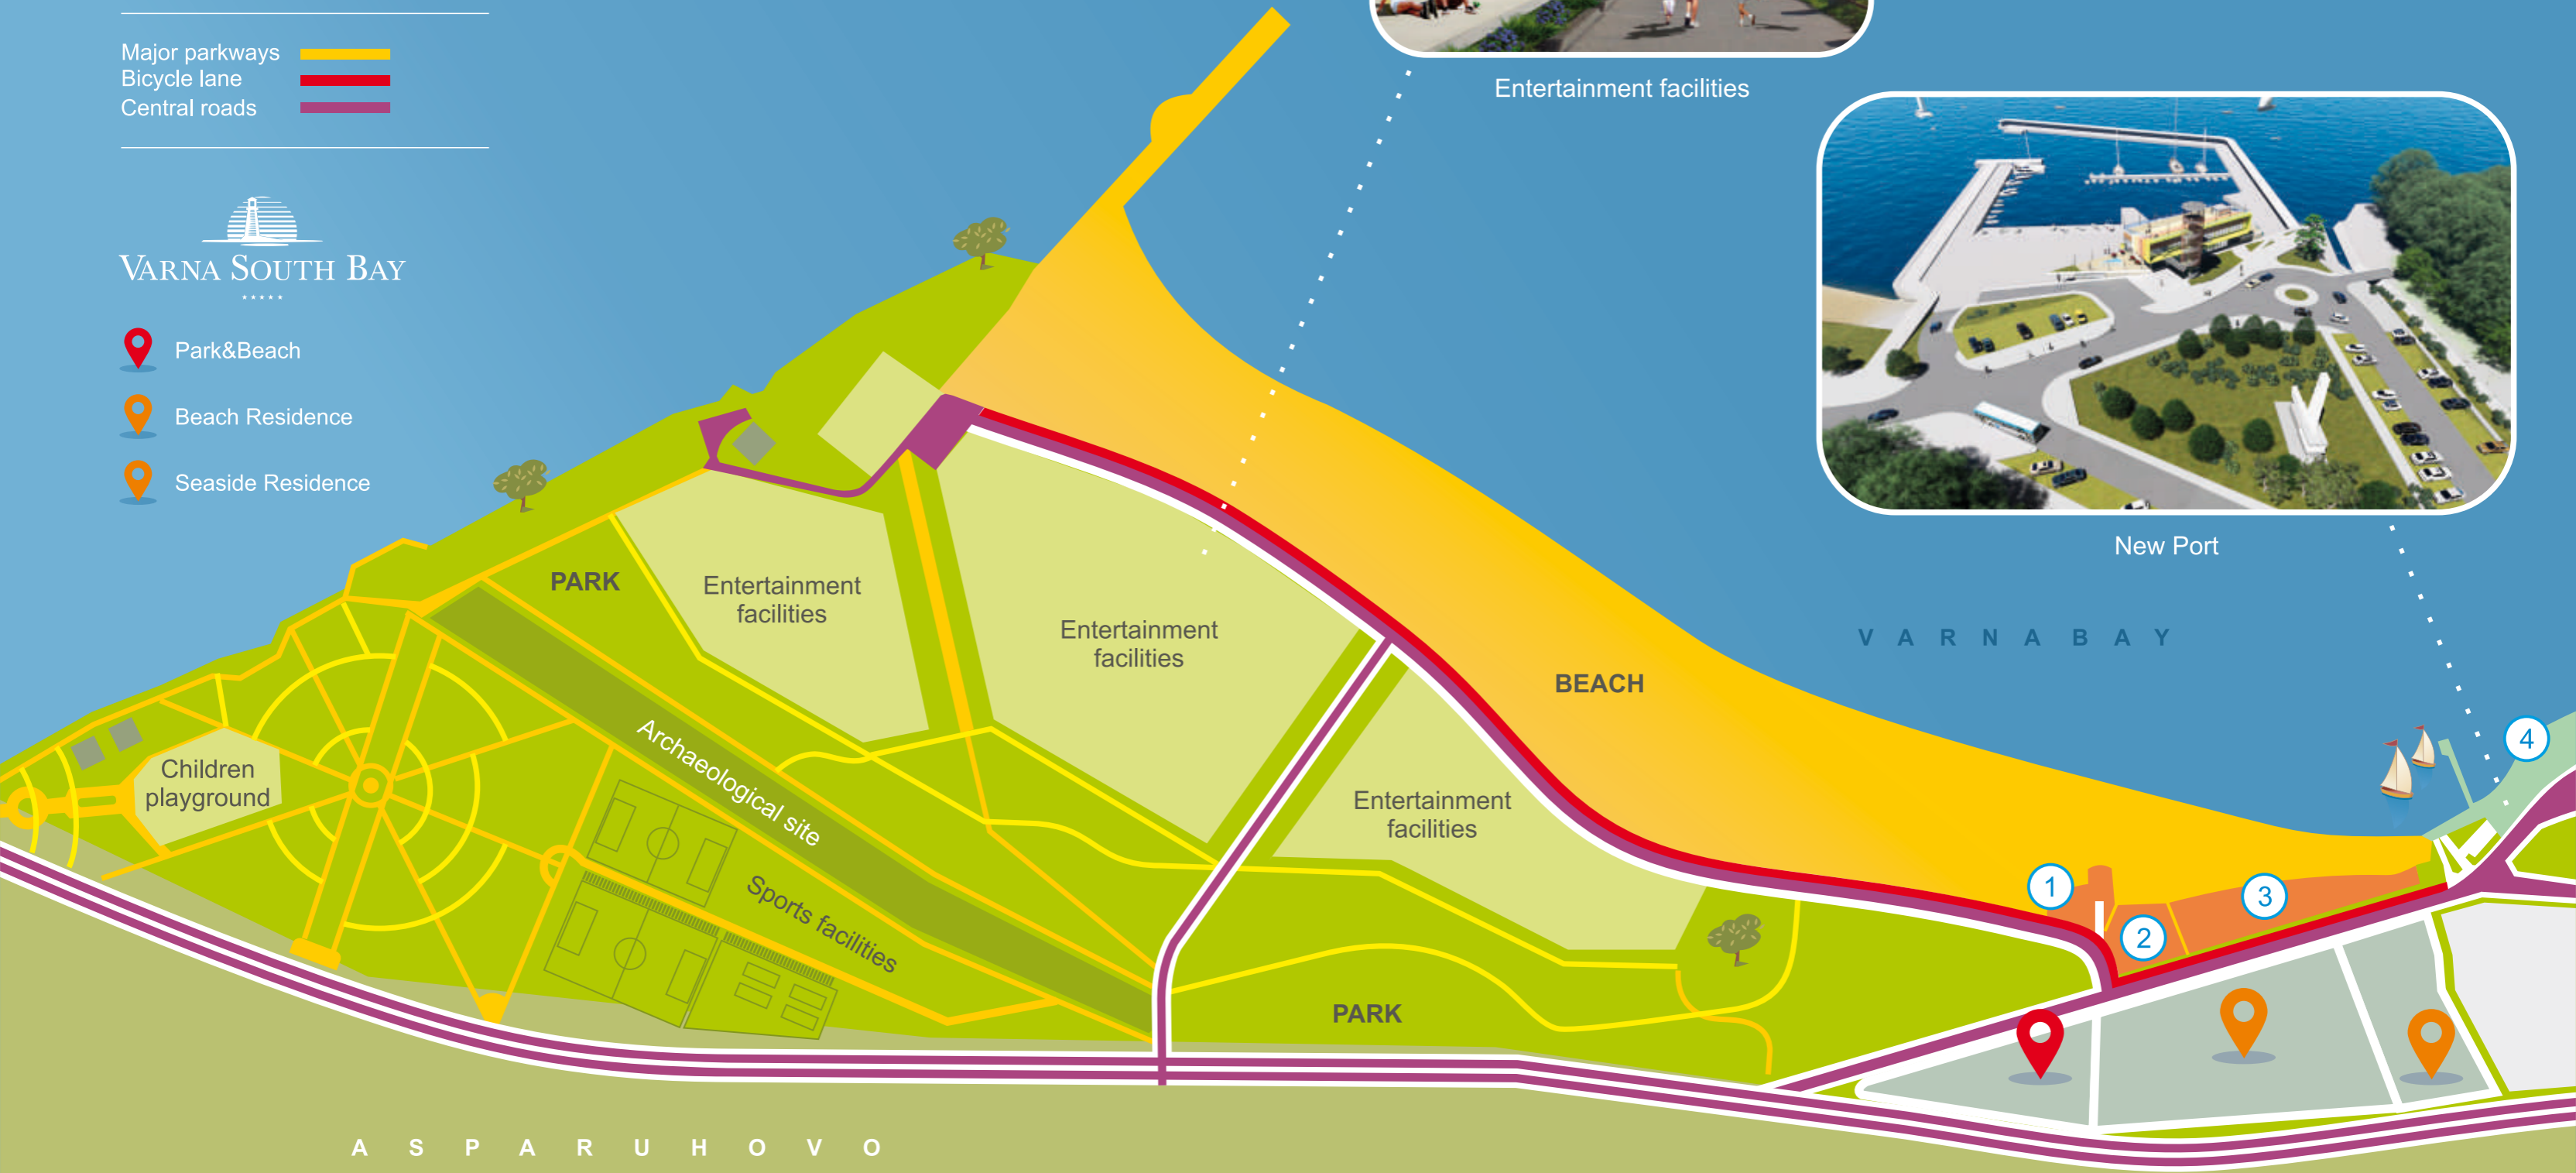 Major parkways
Bicycle lane
Central roads
VARNA SOUTH BAY
Park&Beach
Beach Residence
Seaside Residence
Entertainment facilities
New Port
VARNA BAY
PARK
Entertainment
facilities
Entertainment
facilities
BEACH
Entertainment
facilities
Children
playground
Archaeological site
Sports facilities
PARK
1
2
3
4
ASPARUHOVO